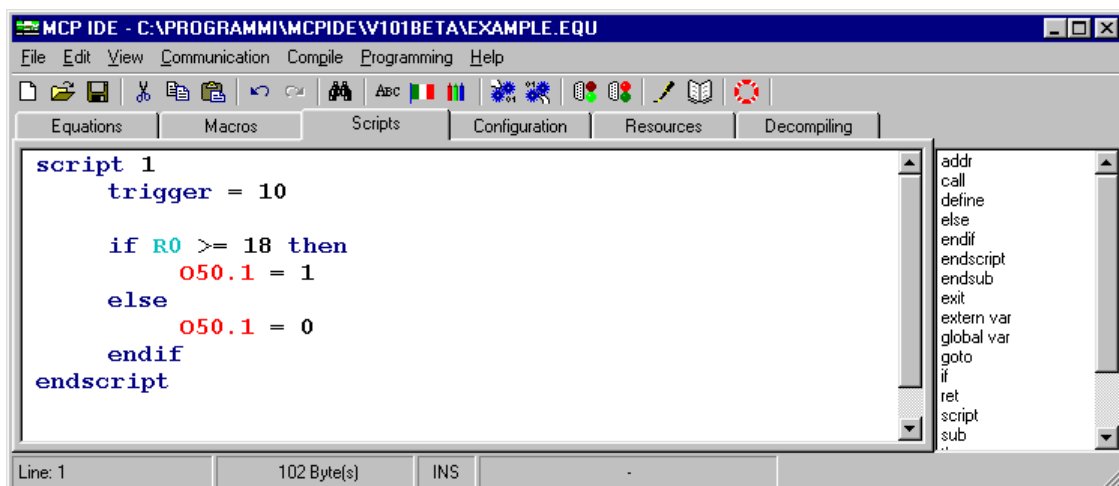 MCP IDE - C:\PROGRAMMI\MCPIDE\V101BETA\EXAMPLE.EQU
File Edit View Communication Compile Programming Help
ABC
Equations Macros Scripts Configuration Resources Decompiling
script 1
trigger = 10
if R0 >= 18 then
O50.1 = 1
else
O50.1 = 0
endif
endscript
addr
call
define
else
endif
endscript
endsub
exit
extern var
global var
goto
if
ret
script
sub
Line: 1 102 Byte(s) INS -